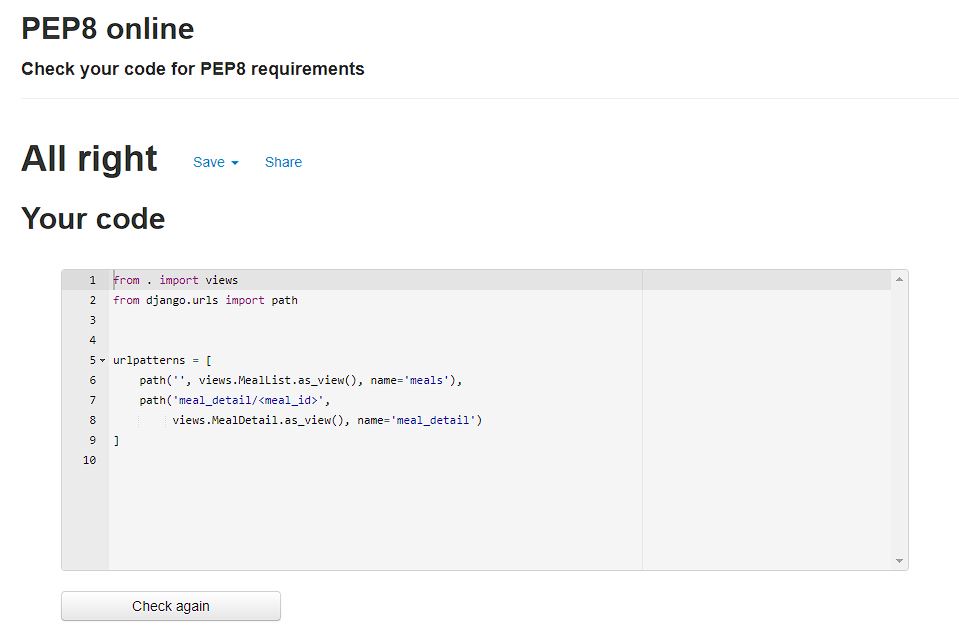 PEP8 online
Check your code for PEP8 requirements
All right Save Share
Your code
1 from . import views
2 from django.urls import path
3
4
5 urlpatterns = [
6     path('', views.MealList.as_view(), name='meals'),
7     path('meal_detail/<meal_id>',
8          views.MealDetail.as_view(), name='meal_detail')
9 ]
10
Check again